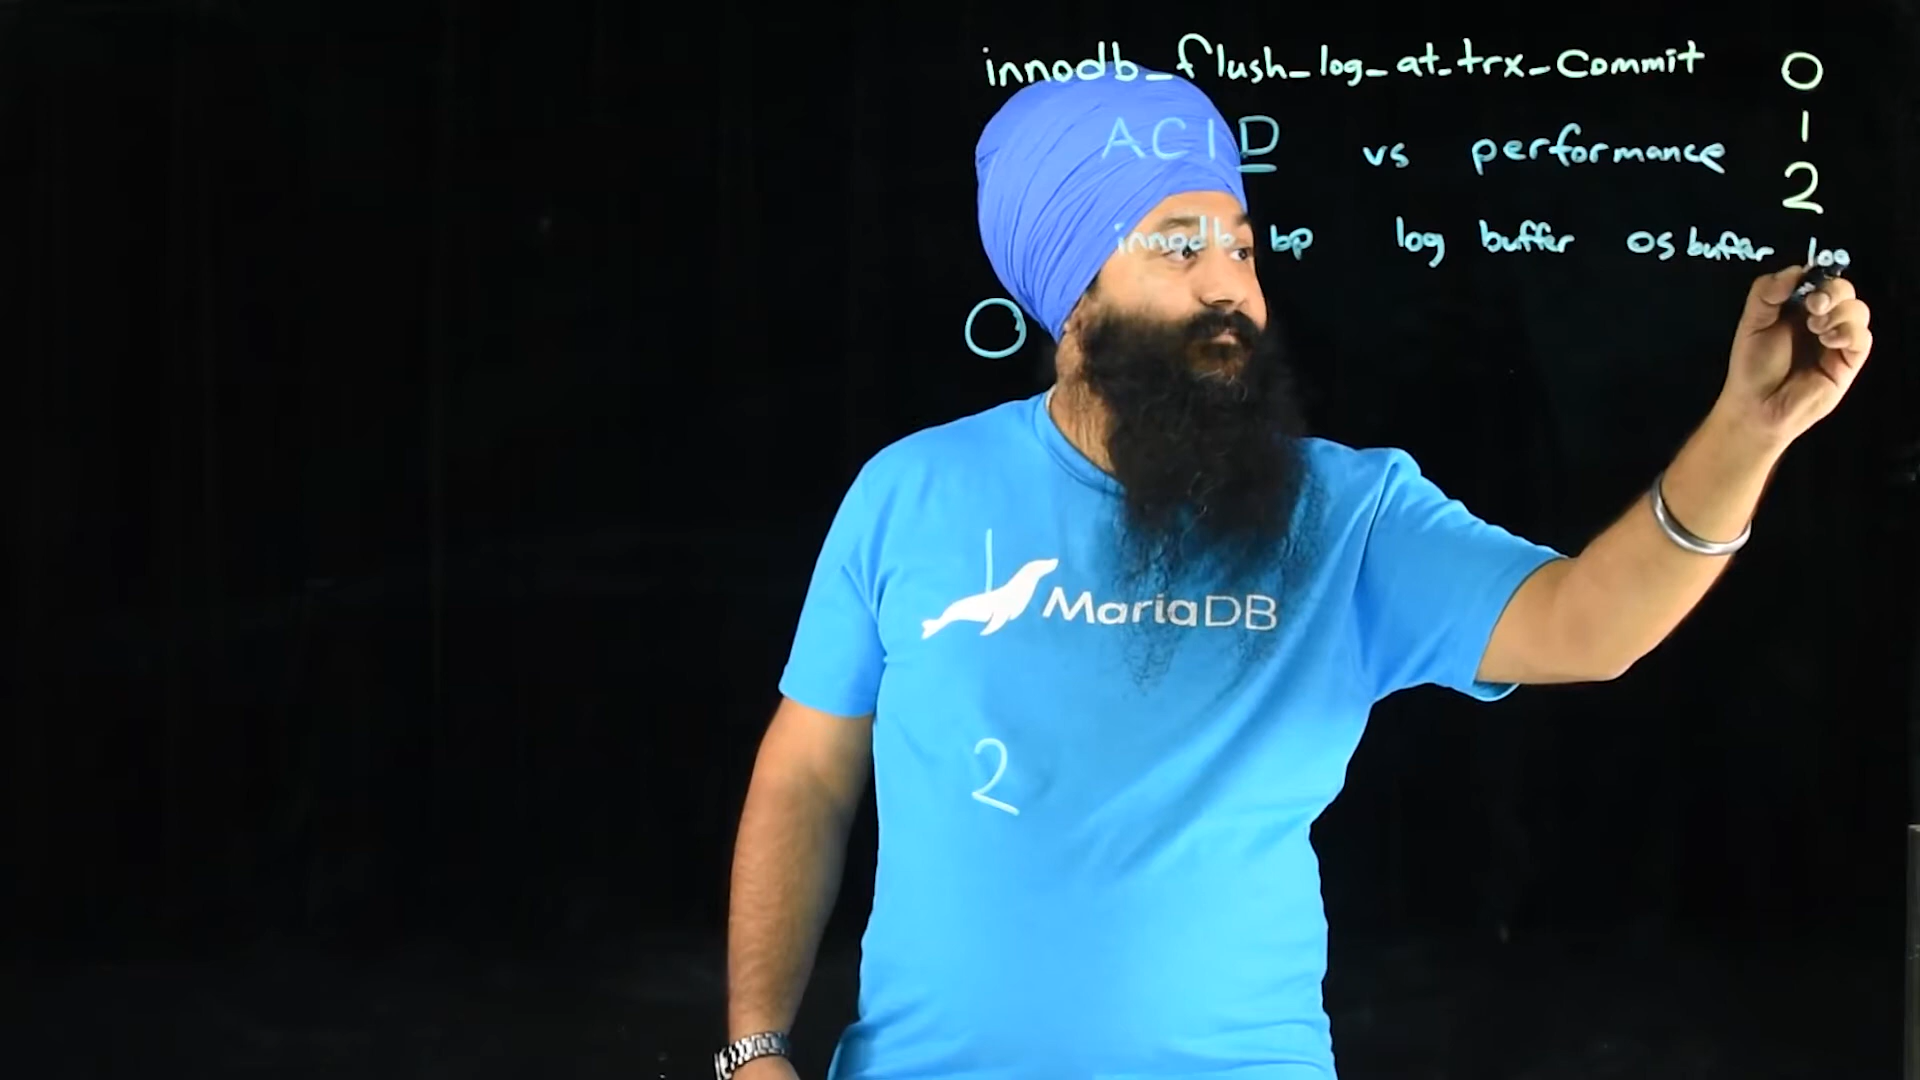 innodb_flush_log_at_trx_Commit 0
1
ACID vs performance
2
innodb bp log buffer os buffer log
0
1
MariaDB
2